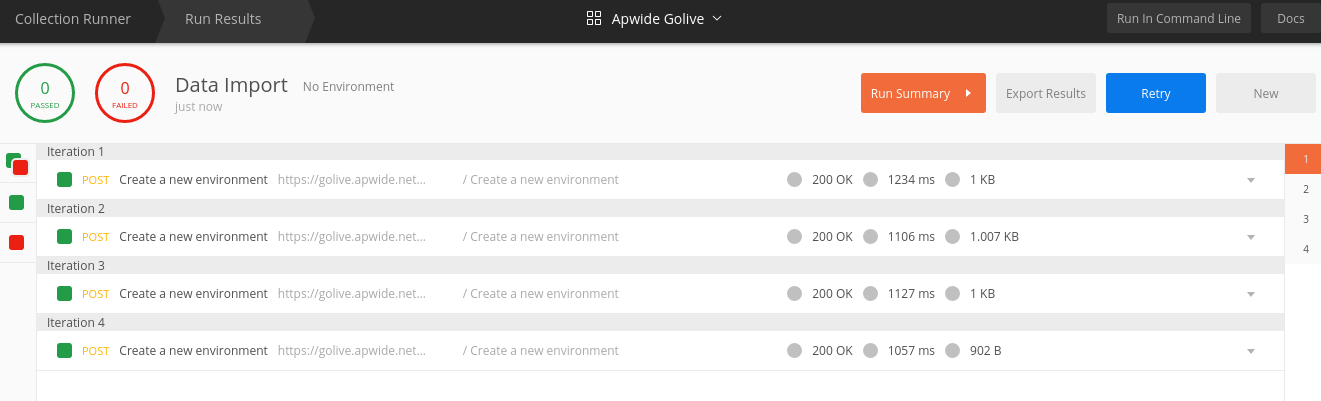 Collection Runner Run Results Apwide Golive Run In Command Line Docs
0 PASSED 0 FAILED Data Import No Environment Run Summary Export Results Retry New
just now
Iteration 1 1
POST Create a new environment https://golive.apwide.net... / Create a new environment 200 OK 1234 ms 1 KB
2
Iteration 2
3
POST Create a new environment https://golive.apwide.net... / Create a new environment 200 OK 1106 ms 1.007 KB
4
Iteration 3
POST Create a new environment https://golive.apwide.net... / Create a new environment 200 OK 1127 ms 1 KB
Iteration 4
POST Create a new environment https://golive.apwide.net... / Create a new environment 200 OK 1057 ms 902 B